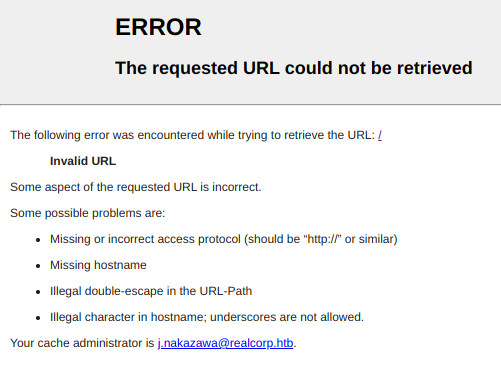 ERROR
The requested URL could not be retrieved
The following error was encountered while trying to retrieve the URL: /
Invalid URL
Some aspect of the requested URL is incorrect.
Some possible problems are:
• Missing or incorrect access protocol (should be “http://” or similar)
• Missing hostname
• Illegal double-escape in the URL-Path
• Illegal character in hostname; underscores are not allowed.
Your cache administrator is j.nakazawa@realcorp.htb.